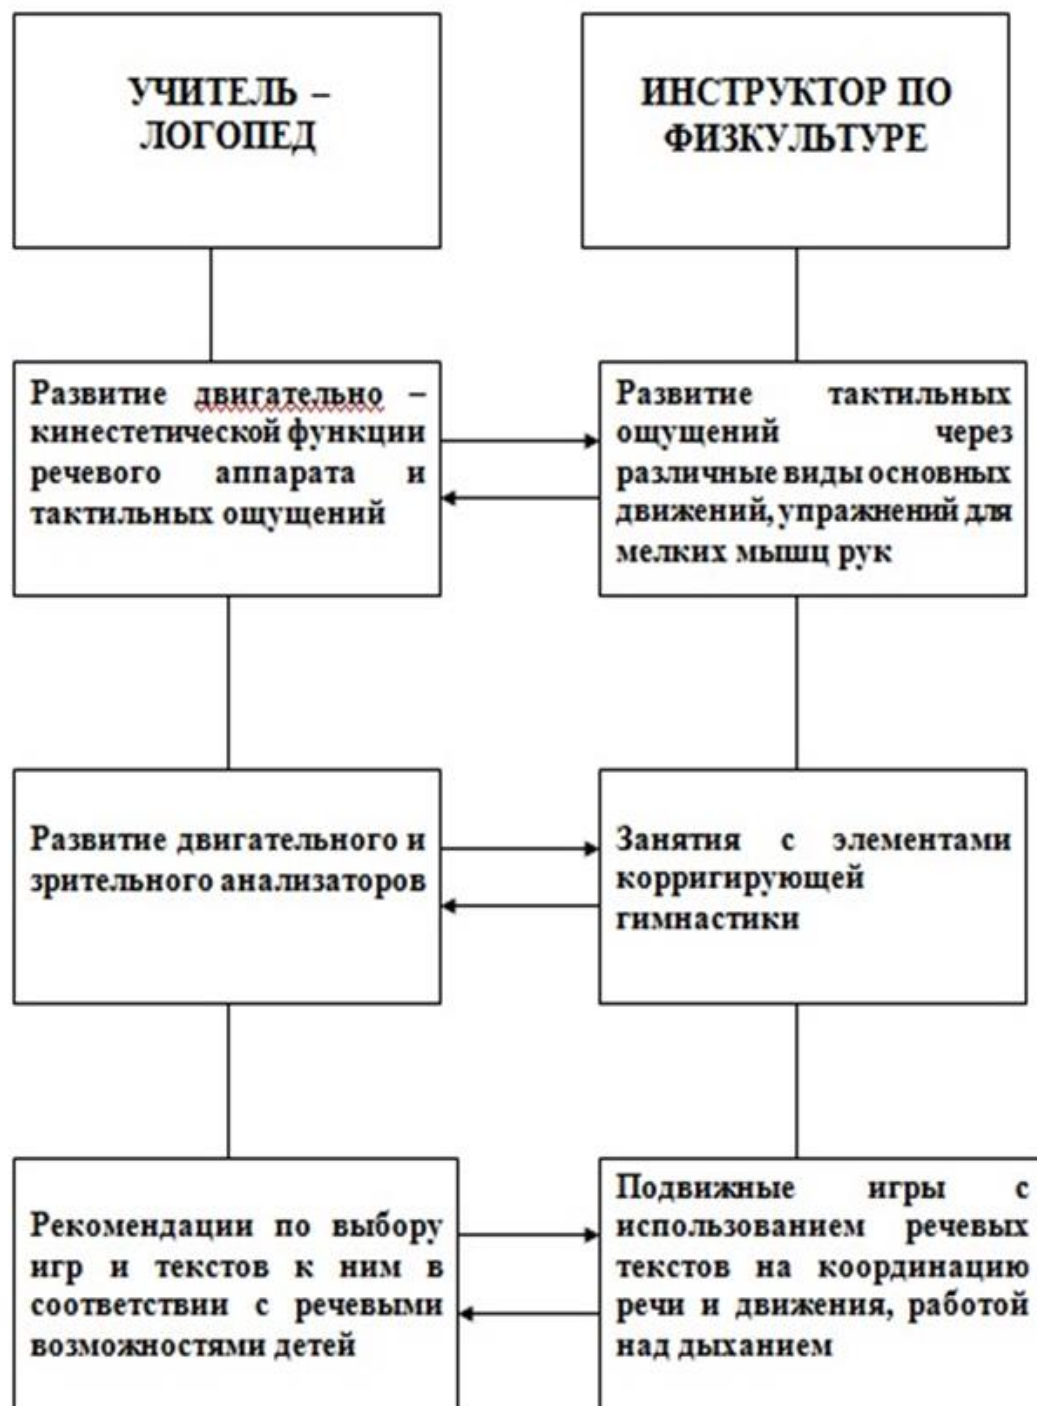 УЧИТЕЛЬ –
ЛОГОПЕД
ИНСТРУКТОР ПО
ФИЗКУЛЬТУРЕ
Развитие двигательно –
кинестетической функции
речевого аппарата и
тактильных ощущений
Развитие тактильных
ощущений через
различные виды основных
движений, упражнений для
мелких мышц рук
Развитие двигательного и
зрительного анализаторов
Занятия с элементами
корригирующей
гимнастики
Рекомендации по выбору
игр и текстов к ним в
соответствии с речевыми
возможностями детей
Подвижные игры с
использованием речевых
текстов на координацию
речи и движения, работой
над дыханием